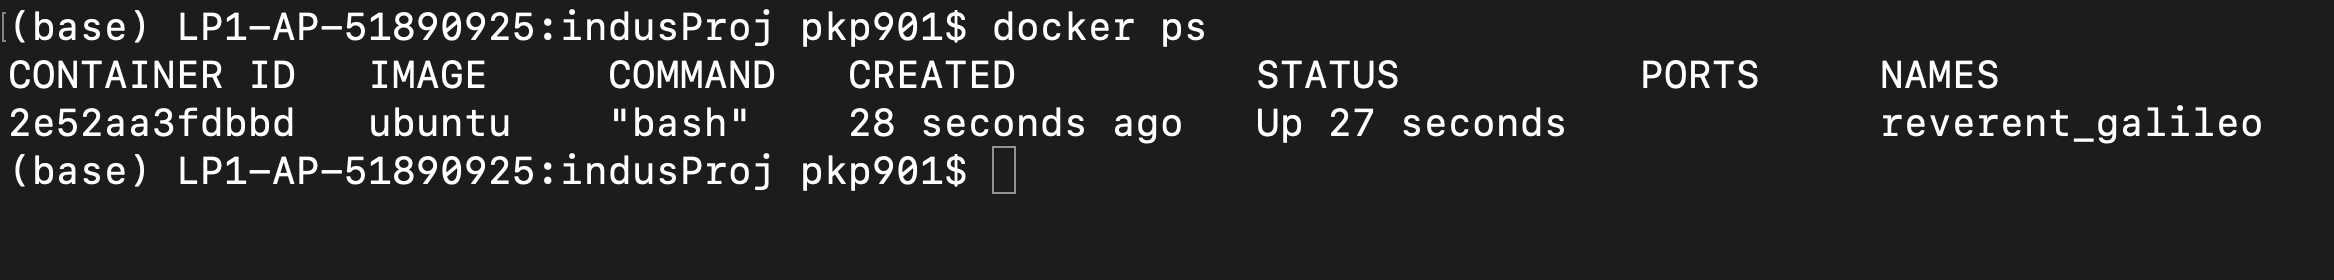 (base) LP1-AP-51890925:indusProj pkp901$ docker ps
CONTAINER ID   IMAGE     COMMAND   CREATED          STATUS          PORTS     NAMES
2e52aa3fdbbd   ubuntu    "bash"    28 seconds ago   Up 27 seconds             reverent_galileo
(base) LP1-AP-51890925:indusProj pkp901$